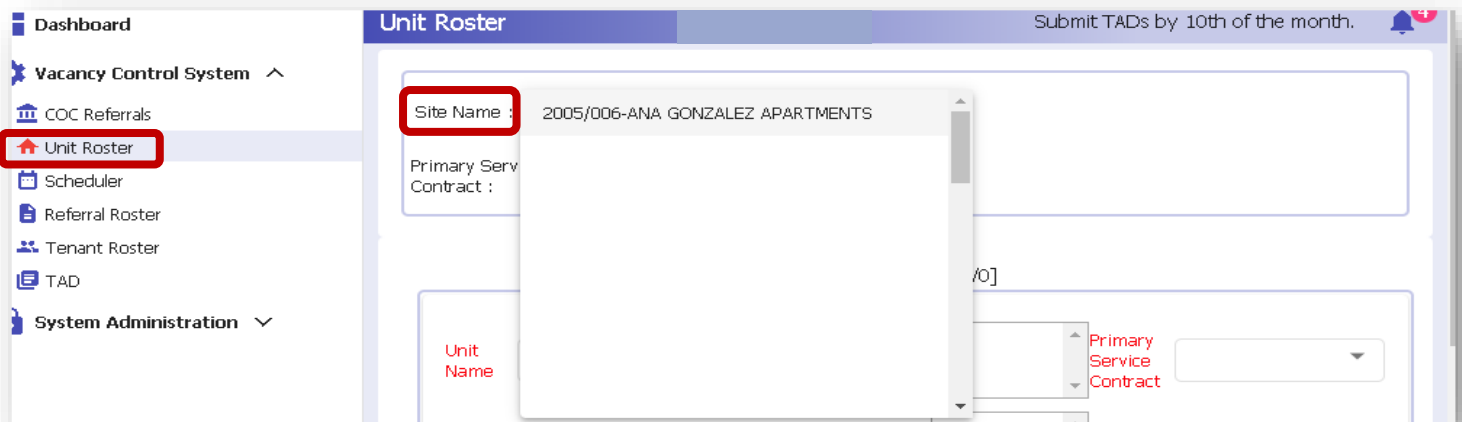 Dashboard
Vacancy Control System
COC Referrals
Unit Roster
Scheduler
Referral Roster
Tenant Roster
TAD
System Administration
Unit Roster
Submit TADs by 10th of the month.
4
Site Name :
2005/006-ANA GONZALEZ APARTMENTS
Primary Serv
Contract :
/0]
Unit
Name
Primary
Service
Contract